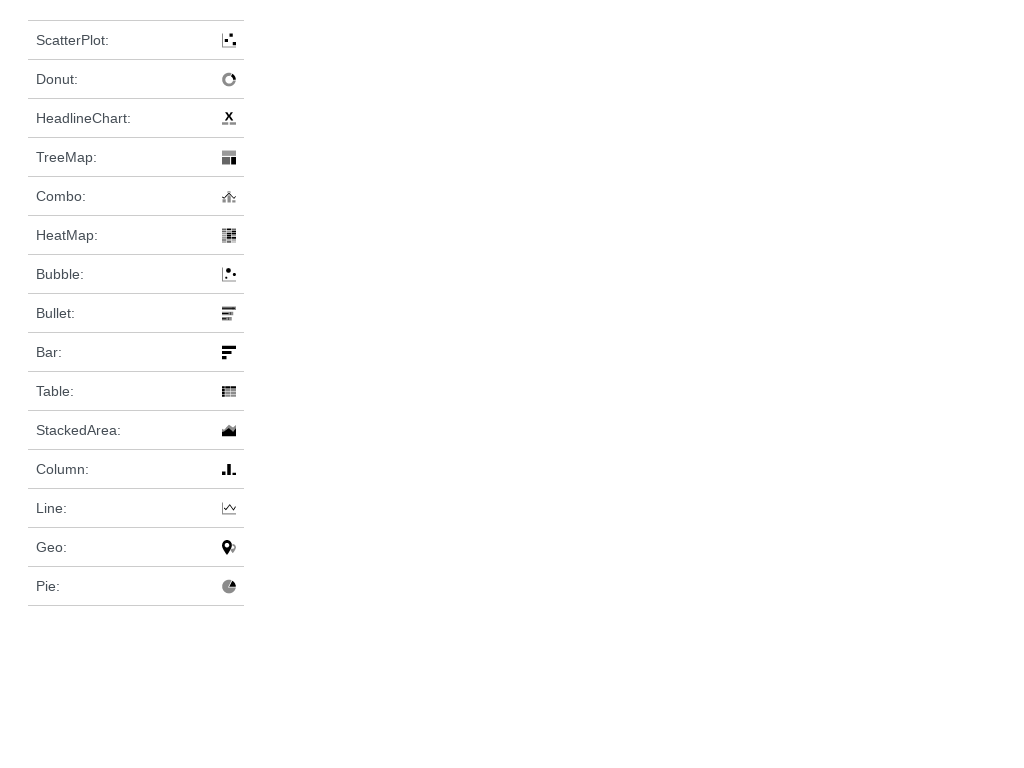 ScatterPlot:
Donut:
HeadlineChart:
TreeMap:
Combo:
HeatMap:
Bubble:
Bullet:
Bar:
Table:
StackedArea:
Column:
Line:
Geo:
Pie: